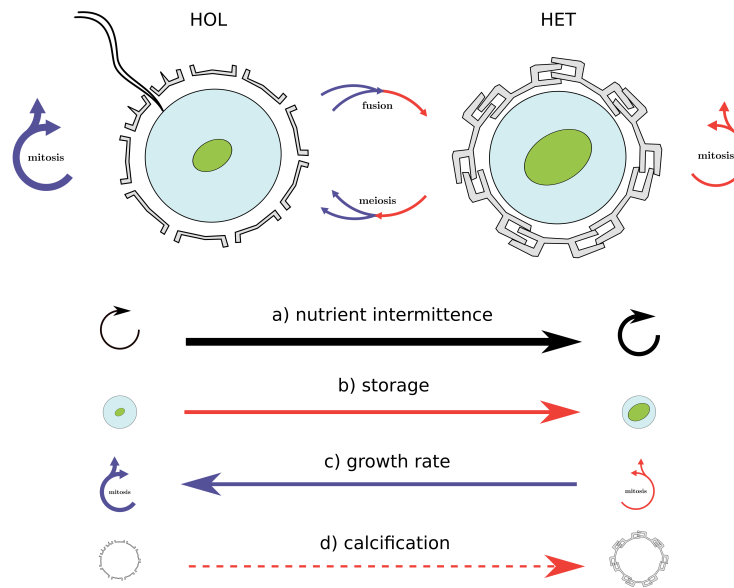 HOL
HET
fusion
mitosis
mitosis
meiosis
a) nutrient intermittence
b) storage
c) growth rate
mitosis
mitosis
d) calcification